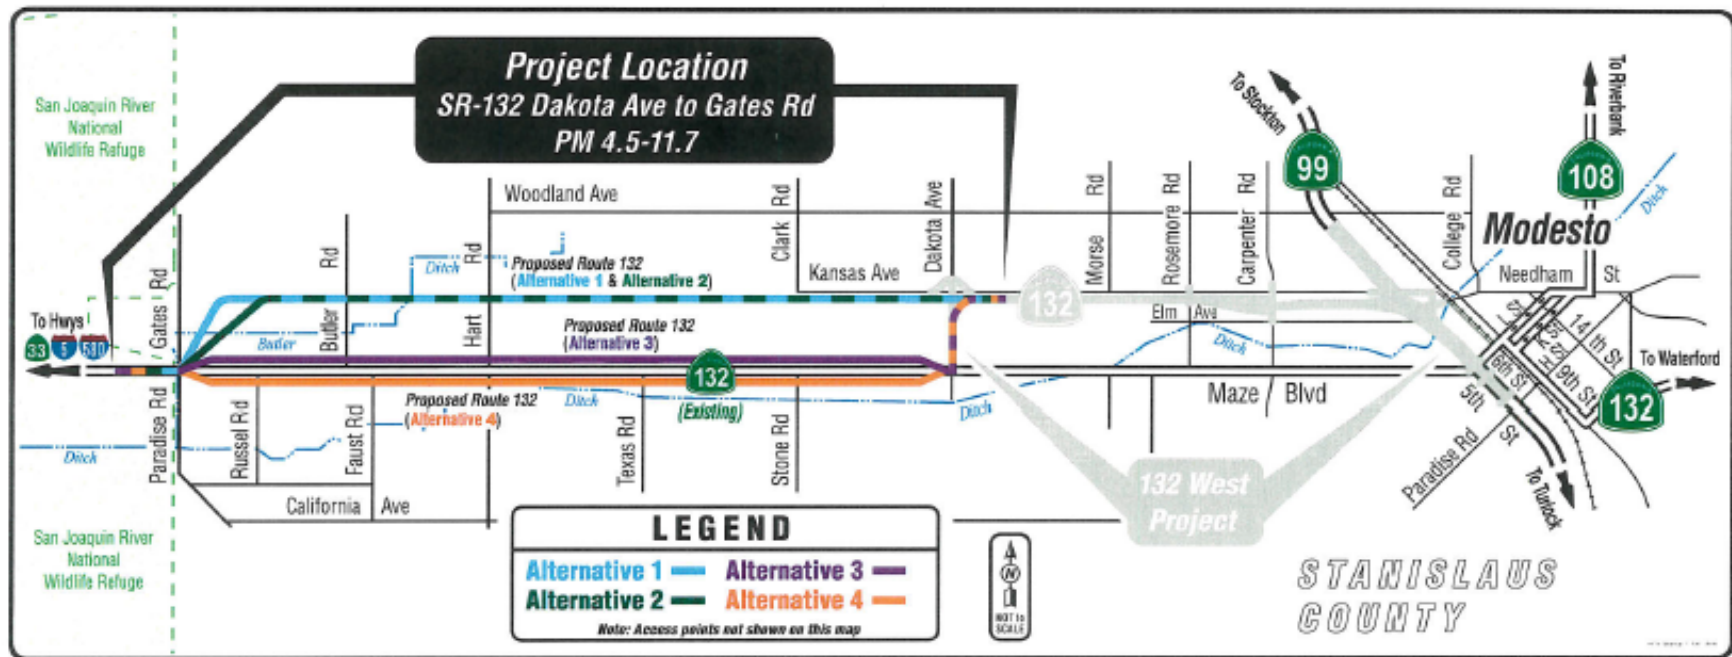 Project Location
SR-132 Dakota Ave to Gates Rd
PM 4.5-11.7
San Joaquin River
National
Wildlife Refuge
To Stockton
99
To Riverbank
108
Ditch
Modesto
Woodland Ave
Clark Rd
Dakota Ave
Morse Rd
Rosemore Rd
Carpenter Rd
College Rd
Needham St
Kansas Ave
Gates Rd
Butler Rd
Hart Rd
Ditch
Proposed Route 132
(Alternative 1 & Alternative 2)
132
Elm Ave
Ditch
To Hwys
33 5 580
Butler
Proposed Route 132
(Alternative 3)
132
(Existing)
Maze Blvd
14 th St
9th St
6th St
5th St
To Waterford
132
Proposed Route 132
(Alternative 4)
Ditch
Ditch
Paradise Rd
Russel Rd
Faust Rd
Texas Rd
Stone Rd
Paradise Rd
To Turlock
Ditch
California Ave
132 West
Project
San Joaquin River
National
Wildlife Refuge
LEGEND
Alternative 1
Alternative 3
Alternative 2
Alternative 4
Note: Access points not shown on this map
N
NOT to
SCALE
STANISLAUS
COUNTY